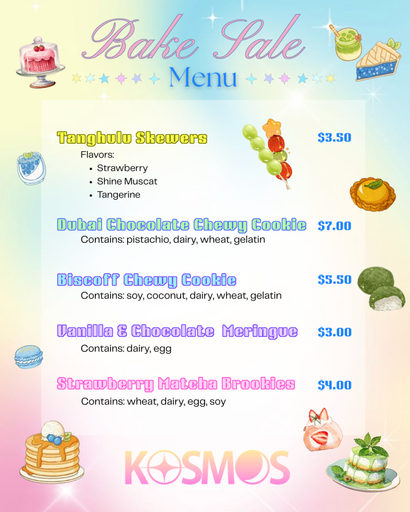 Bake Sale
Menu
Tanghulu Skewers $3.50
Flavors:
• Strawberry
• Shine Muscat
• Tangerine
Dubai Chocolate Chewy Cookie $7.00
Contains: pistachio, dairy, wheat, gelatin
Biscoff Chewy Cookie $5.50
Contains: soy, coconut, dairy, wheat, gelatin
Vanilla & Chocolate Meringue $3.00
Contains: dairy, egg
Strawberry Matcha Brookies $4.00
Contains: wheat, dairy, egg, soy
KOSMOS